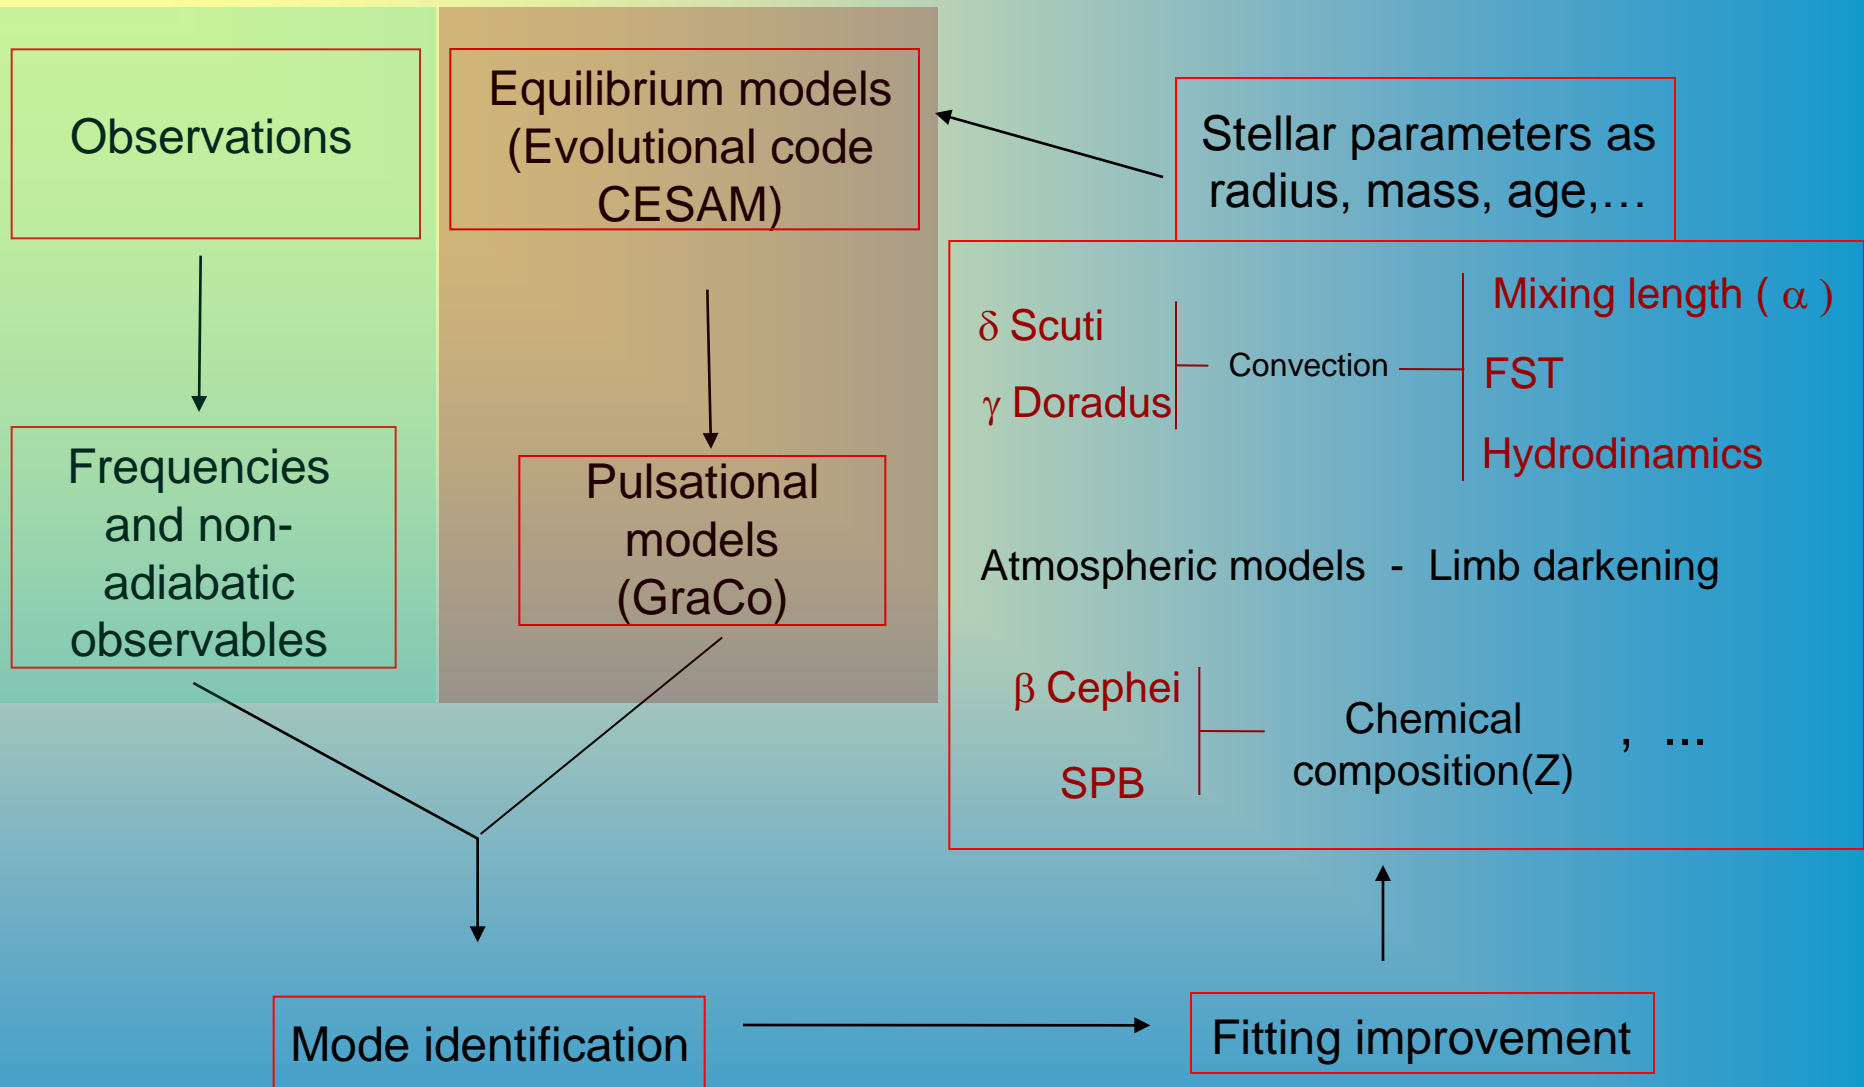 Observations
Equilibrium models
(Evolutional code
CESAM)
Stellar parameters as
radius, mass, age,…
Frequencies
and non-
adiabatic
observables
Pulsational
models
(GraCo)
δ Scuti
γ Doradus
Convection
Mixing length ( α )
FST
Hydrodinamics
Atmospheric models - Limb darkening
β Cephei
SPB
Chemical
composition(Z)
, ...
Mode identification
Fitting improvement